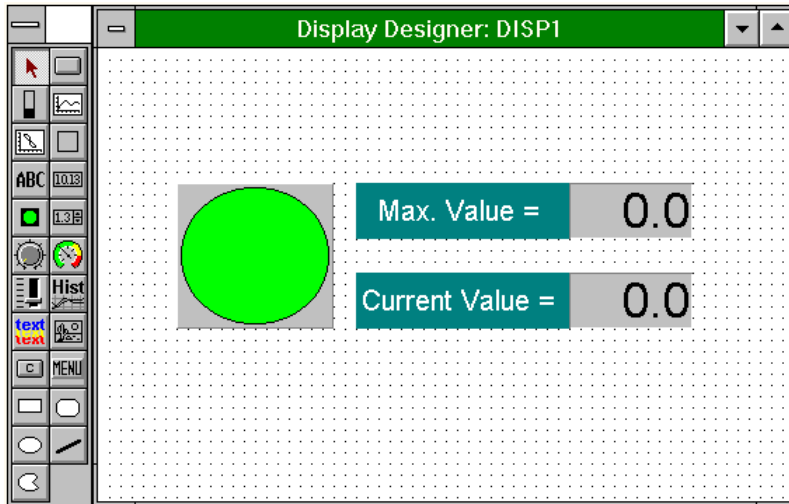 Display Designer: DISP1
ABC
10.13
1.3
Hist
text
text
C
MENU
Max. Value = 0.0
Current Value = 0.0